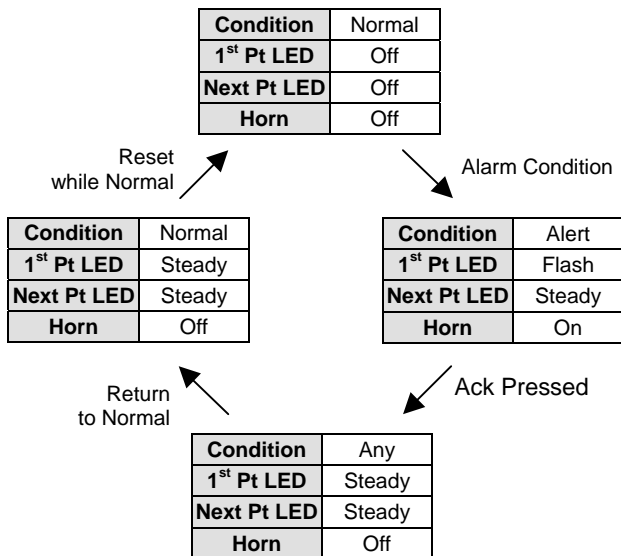 Condition Normal
1st Pt LED Off
Next Pt LED Off
Horn Off
Reset
while Normal
Alarm Condition
Condition Normal
1st Pt LED Steady
Next Pt LED Steady
Horn Off
Condition Alert
1st Pt LED Flash
Next Pt LED Steady
Horn On
Return
to Normal
Ack Pressed
Condition Any
1st Pt LED Steady
Next Pt LED Steady
Horn Off